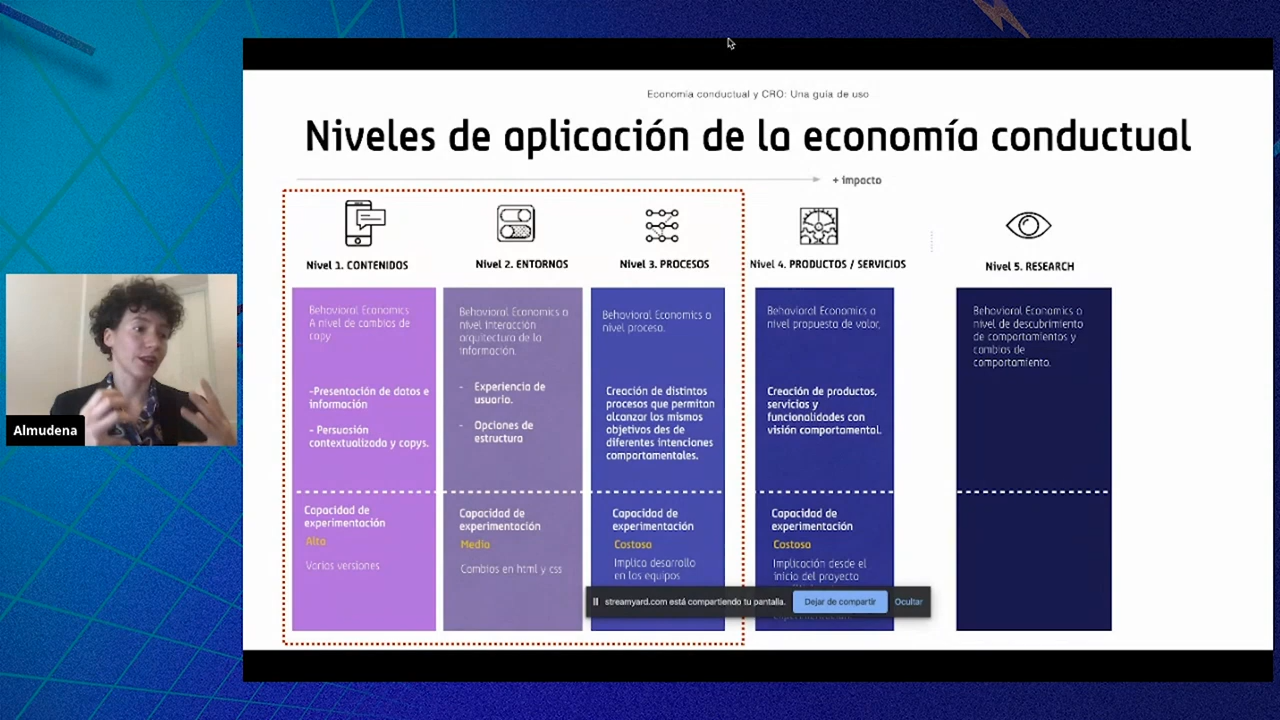 Economía conductual y CRO: Una guía de uso
Niveles de aplicación de la economía conductual
+ impacto
Nivel 1. CONTENIDOS
Nivel 2. ENTORNOS
Nivel 3. PROCESOS
Nivel 4. PRODUCTOS / SERVICIOS
Nivel 5. RESEARCH
Behavioral Economics
A nivel de cambios de
copy
-Presentación de datos e
información
- Persuasión
contextualizada y copys.
Capacidad de
experimentación
Alta
Varias versiones
Behavioral Economics a
nivel interacción
arquitectura de la
información.
- Experiencia de
usuario.
- Opciones de
estructura
Capacidad de
experimentación
Media
Cambios en html y css
Behavioral Economics a
nivel proceso.
Creación de distintos
procesos que permitan
alcanzar los mismos
objetivos des de
diferentes intenciones
comportamentales.
Capacidad de
experimentación
Costosa
Implica desarrollo
en los equipos
Behavioral Economics a
nivel propuesta de valor,
Creación de productos,
servicios y
funcionalidades con
visión comportamental.
Capacidad de
experimentación
Costosa
Implicación desde el
inicio del proyecto
Behavioral Economics a
nivel de descubrimiento
de comportamientos y
cambios de
comportamiento.
streamyard.com está compartiendo tu pantalla.
Dejar de compartir
Ocultar
Almudena